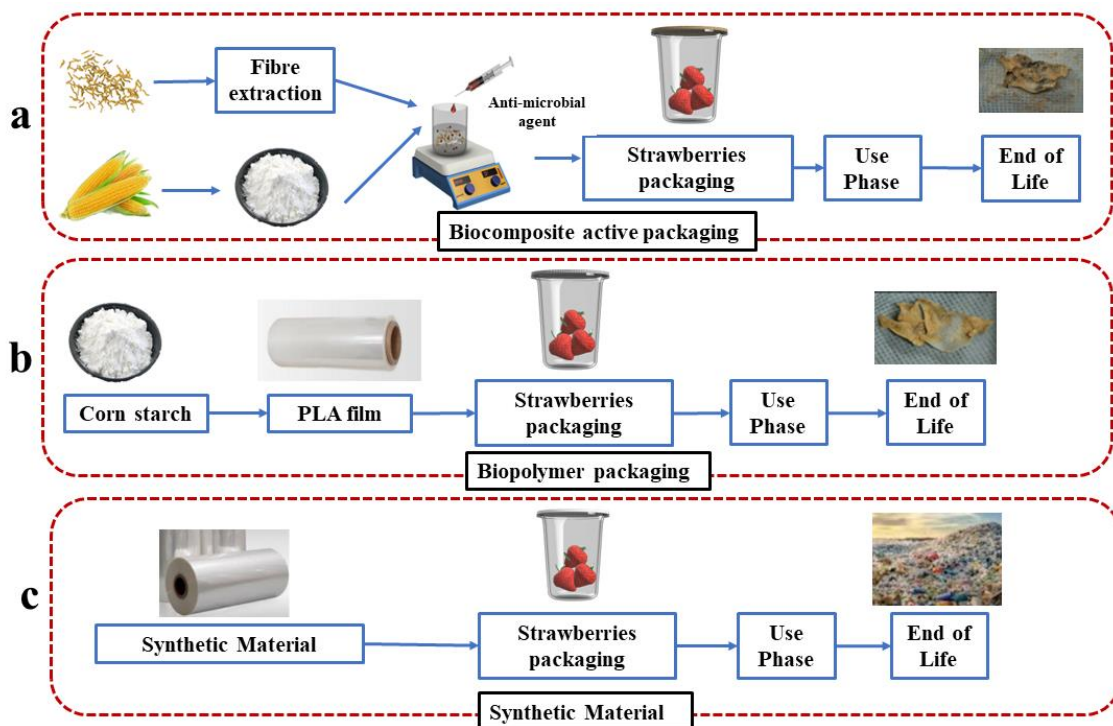 a
Fibre
extraction
Anti-microbial
agent
Strawberries
packaging
Use
Phase
End of
Life
Biocomposite active packaging
b
Corn starch
PLA film
Strawberries
packaging
Use
Phase
End of
Life
Biopolymer packaging
c
Synthetic Material
Strawberries
packaging
Use
Phase
End of
Life
Synthetic Material